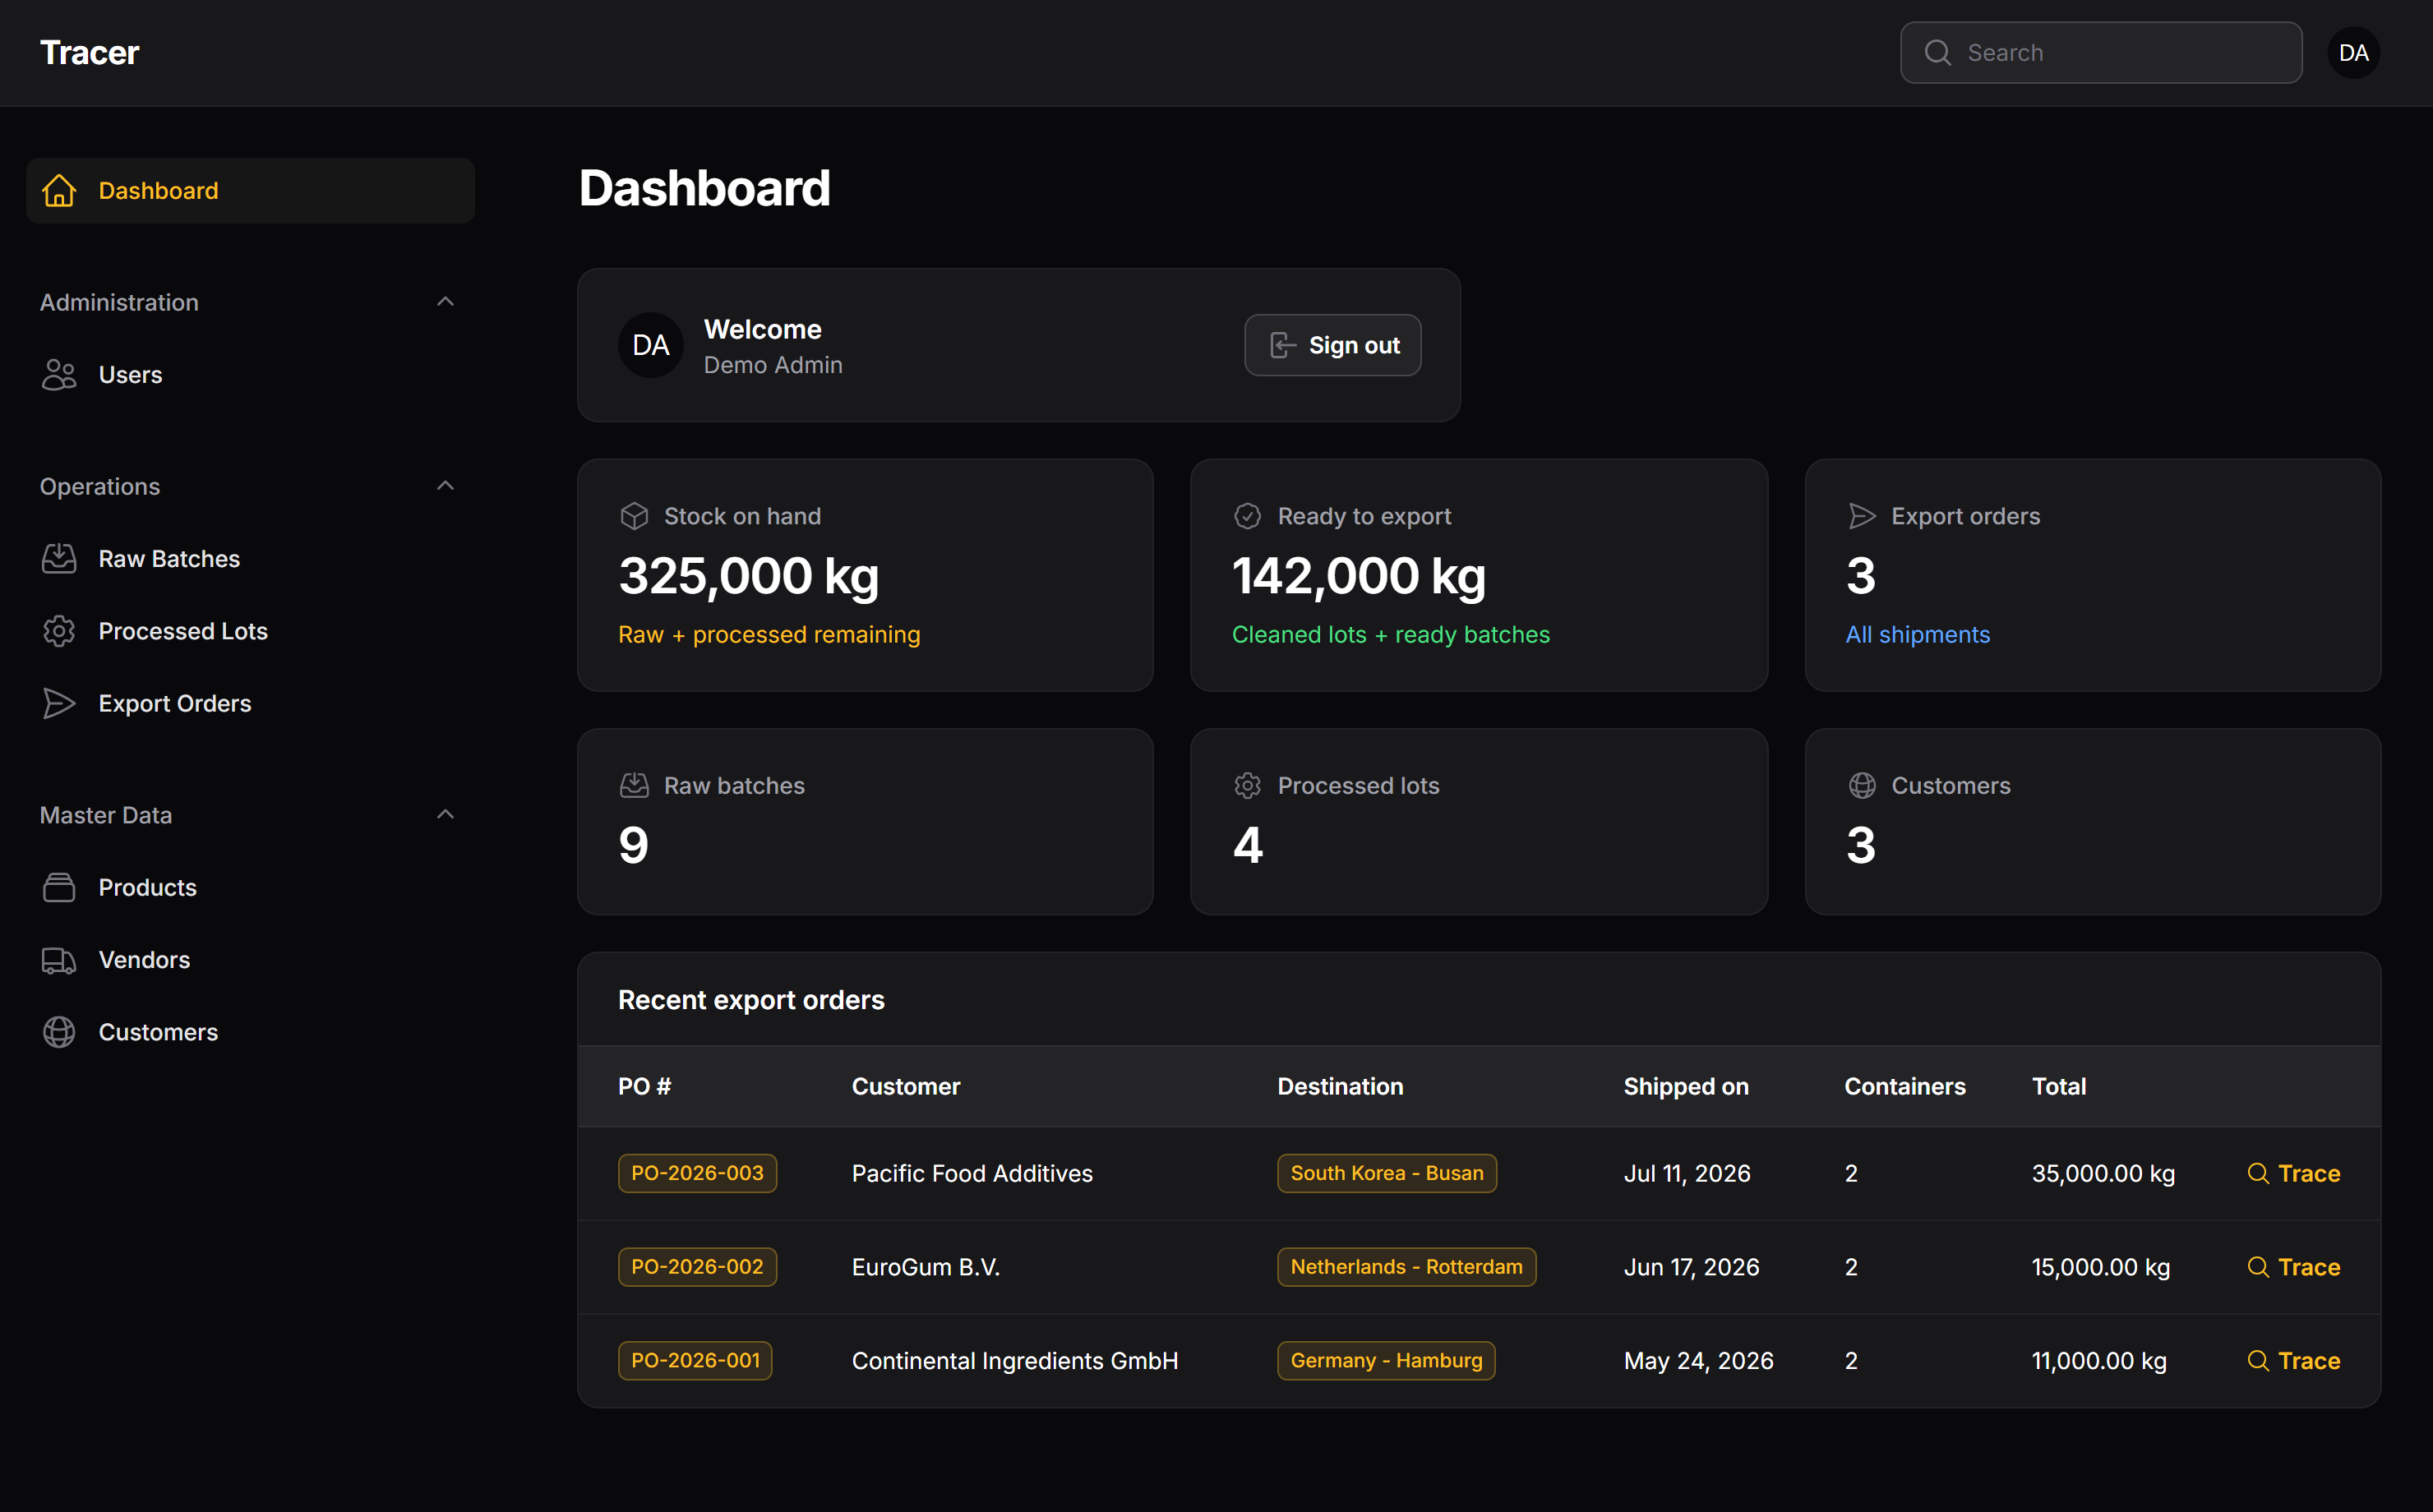 Tracer
Search
DA
Dashboard
Administration
Users
Operations
Raw Batches
Processed Lots
Export Orders
Master Data
Products
Vendors
Customers
Dashboard
DA
Welcome
Demo Admin
Sign out
Stock on hand
325,000 kg
Raw + processed remaining
Ready to export
142,000 kg
Cleaned lots + ready batches
Export orders
3
All shipments
Raw batches
9
Processed lots
4
Customers
3
Recent export orders
PO # Customer Destination Shipped on Containers Total
PO-2026-003 Pacific Food Additives South Korea - Busan Jul 11, 2026 2 35,000.00 kg Trace
PO-2026-002 EuroGum B.V. Netherlands - Rotterdam Jun 17, 2026 2 15,000.00 kg Trace
PO-2026-001 Continental Ingredients GmbH Germany - Hamburg May 24, 2026 2 11,000.00 kg Trace